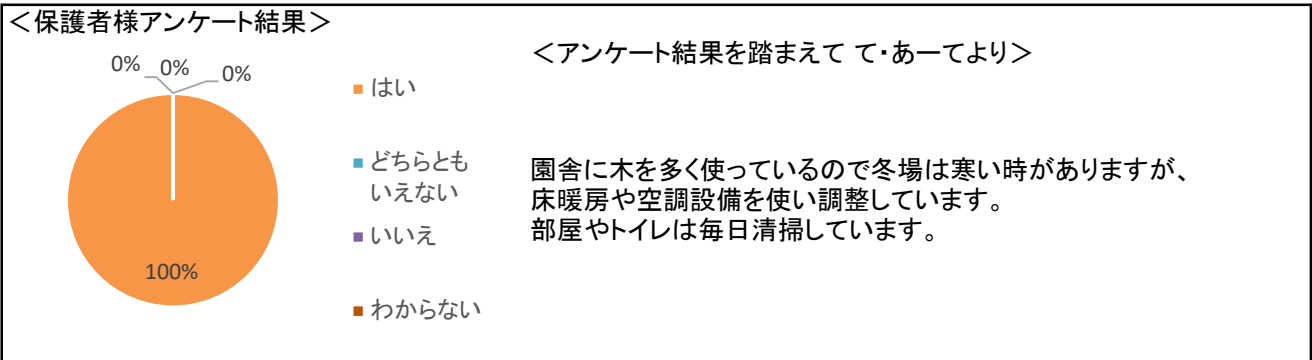 ＜保護者様アンケート結果＞
0%
0%
0%
100%
はい
どちらとも
いえない
いいえ
わからない
＜アンケート結果を踏まえて て・あーてより＞
園舎に木を多く使っているので冬場は寒い時がありますが、
床暖房や空調設備を使い調整しています。
部屋やトイレは毎日清掃しています。